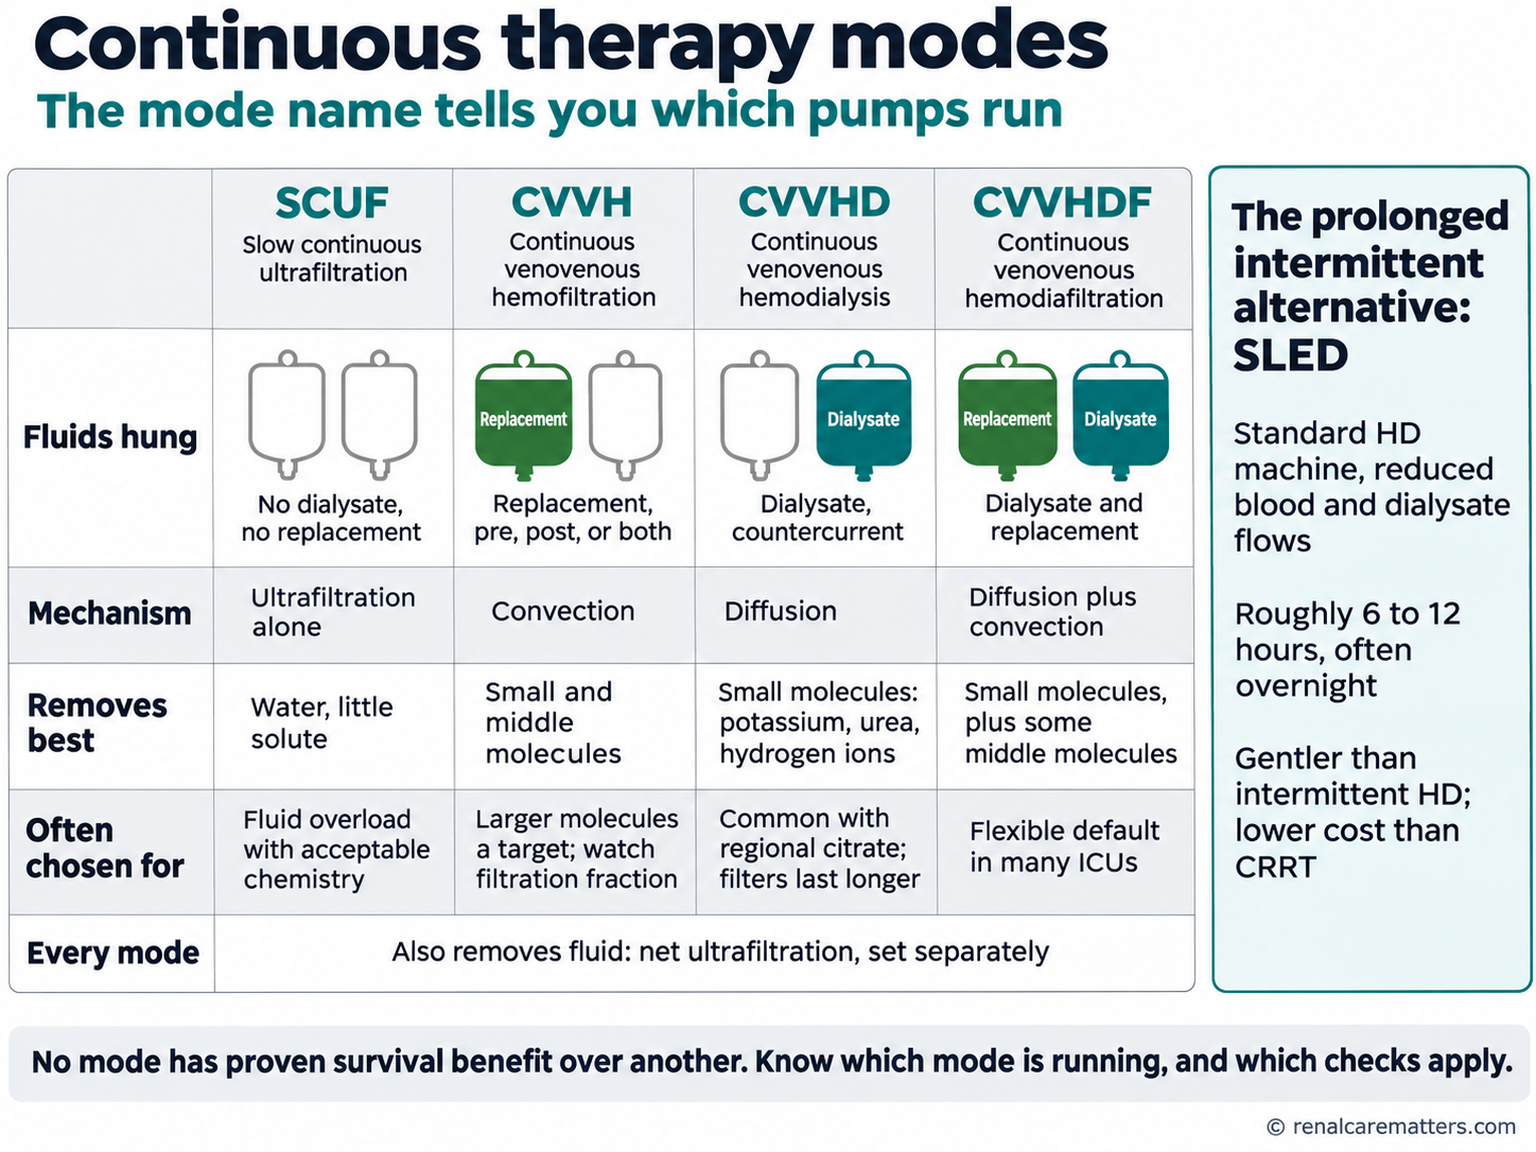 Continuous therapy modes
The mode name tells you which pumps run
SCUF
Slow continuous
ultrafiltration
CVVH
Continuous
venovenous
hemofiltration
CVVHD
Continuous
venovenous
hemodialysis
CVVHDF
Continuous
venovenous
hemodiafiltration
Fluids hung
No dialysate,
no replacement
Replacement
Replacement,
pre, post, or both
Dialysate
Dialysate,
countercurrent
Replacement
Dialysate
Dialysate and
replacement
Mechanism
Ultrafiltration
alone
Convection
Diffusion
Diffusion plus
convection
Removes
best
Water, little
solute
Small and
middle
molecules
Small molecules:
potassium, urea,
hydrogen ions
Small molecules,
plus some
middle molecules
Often
chosen for
Fluid overload
with acceptable
chemistry
Larger molecules
a target; watch
filtration fraction
Common with
regional citrate;
filters last longer
Flexible default
in many ICUs
Every mode
Also removes fluid: net ultrafiltration, set separately
The prolonged
intermittent
alternative:
SLED
Standard HD
machine, reduced
blood and dialysate
flows
Roughly 6 to 12
hours, often
overnight
Gentler than
intermittent HD;
lower cost than
CRRT
No mode has proven survival benefit over another. Know which mode is running, and which checks apply.
© renalcarematters.com